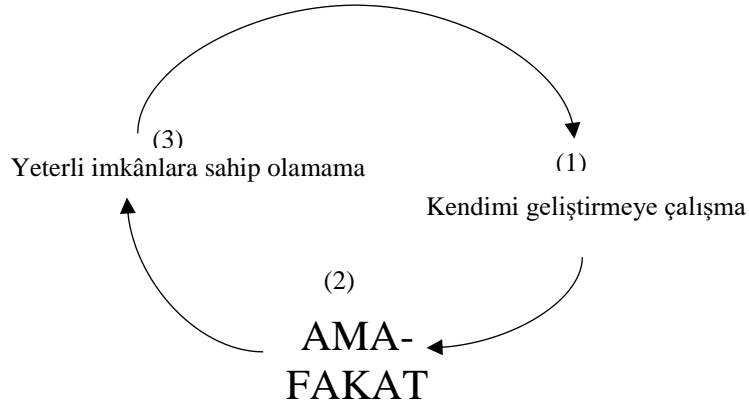 (3)
Yeterli imkânlara sahip olamama
(1)
Kendimi geliştirmeye çalışma
(2)
AMA-
FAKAT